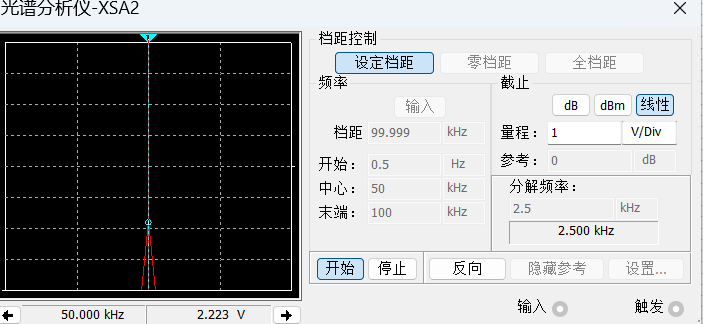 光谱分析仪-XSA2
档距控制
设定档距 零档距 全档距
频率
输入
档距 99.999 kHz
开始: 0.5 Hz
中心: 50 kHz
末端: 100 kHz
截止
dB dBm 线性
量程: 1 V/Div
参考: 0 dB
分解频率:
2.5 kHz
2.500 kHz
开始 停止 反向 隐藏参考 设置...
50.000 kHz 2.223 V
输入 触发